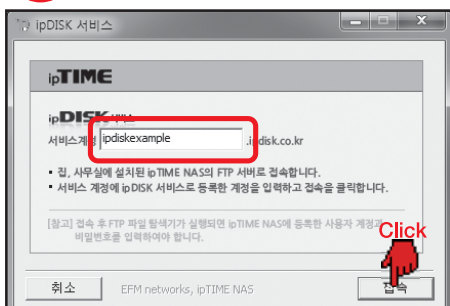 ipDISK 서비스
ipTIME
ipDISK 서비스
서비스계정 ipdiskexample .ipdisk.co.kr
• 집, 사무실에 설치된 ipTIME NAS의 FTP 서버로 접속합니다.
• 서비스 계정에 ipDISK 서비스로 등록한 계정을 입력하고 접속을 클릭합니다.
[참고] 접속 후 FTP 파일 탐색기가 실행되면 ipTIME NAS에 등록한 사용자 계정과
비밀번호를 입력하여야 합니다.
Click
취소
EFM networks, ipTIME NAS
접속